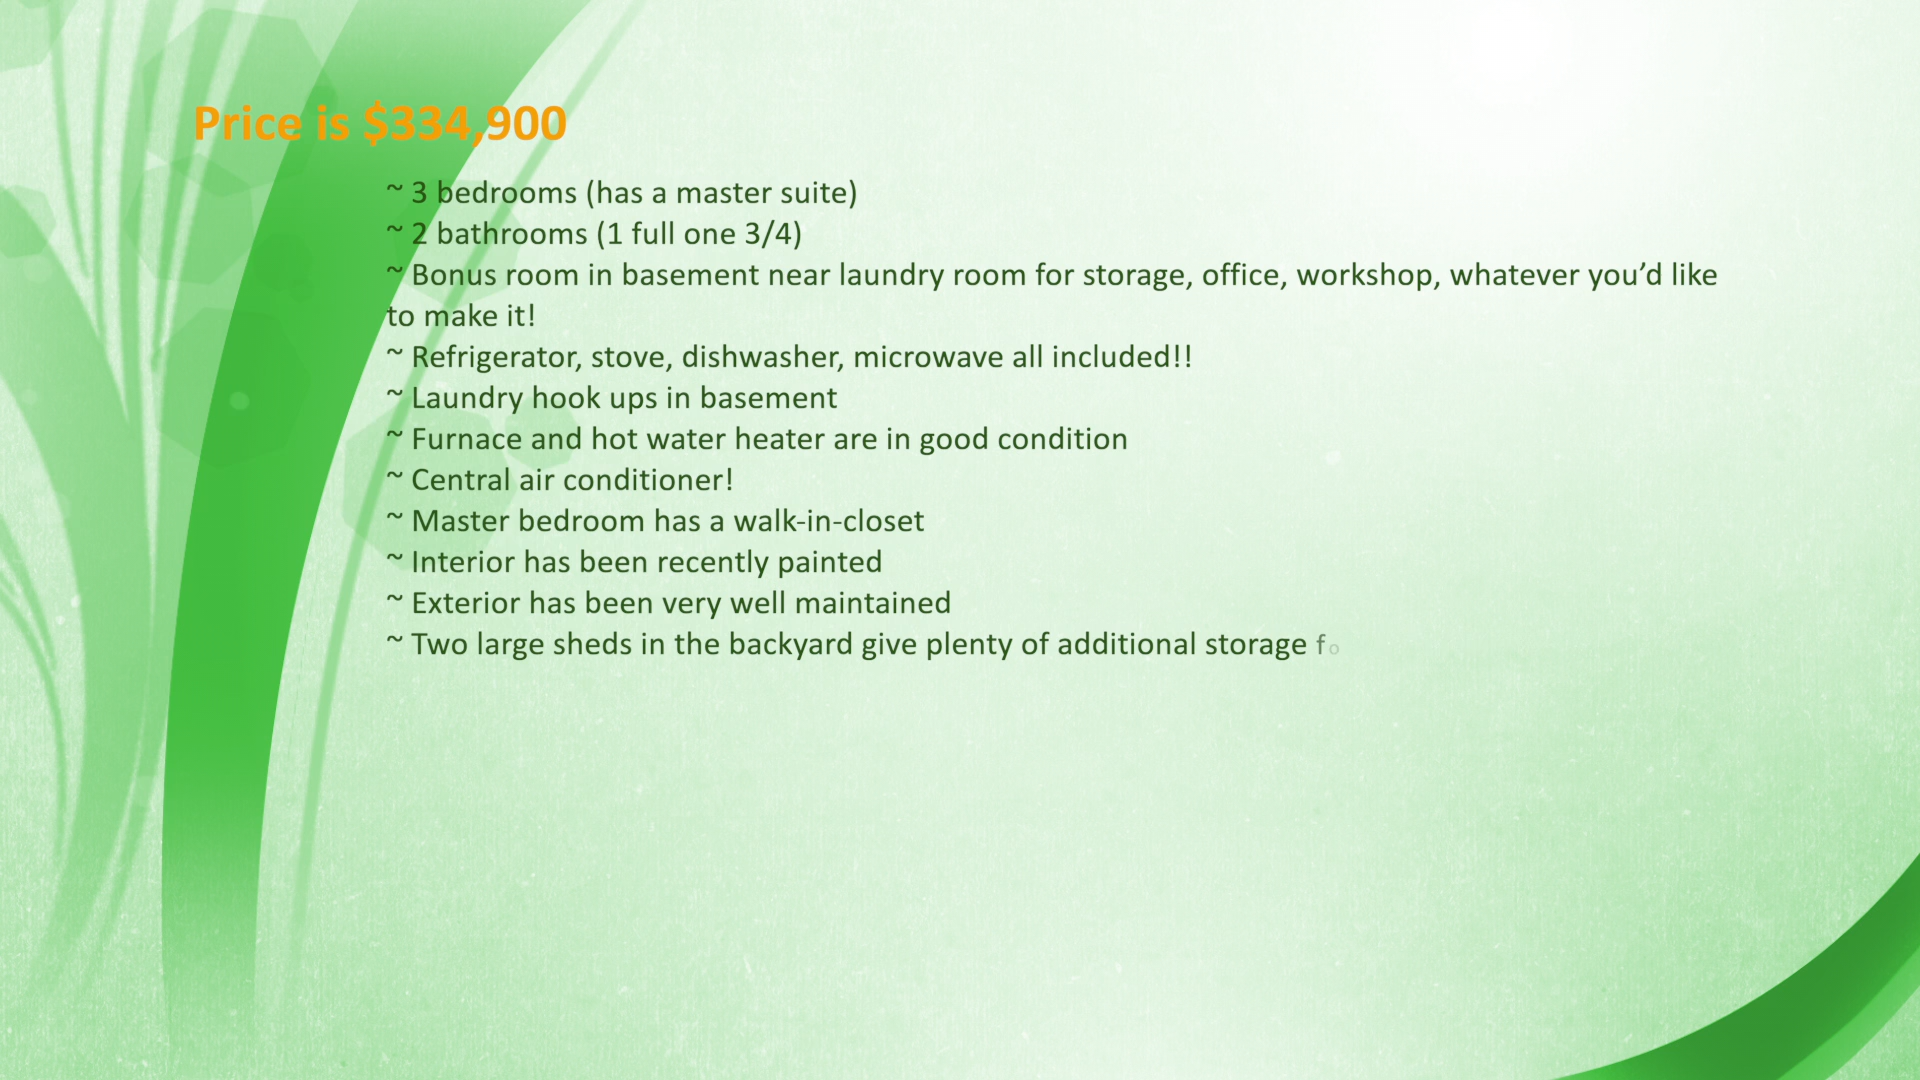 Price is $334,900
~ 3 bedrooms (has a master suite)
~ 2 bathrooms (1 full one 3/4)
~ Bonus room in basement near laundry room for storage, office, workshop, whatever you’d like
to make it!
~ Refrigerator, stove, dishwasher, microwave all included!!
~ Laundry hook ups in basement
~ Furnace and hot water heater are in good condition
~ Central air conditioner!
~ Master bedroom has a walk-in-closet
~ Interior has been recently painted
~ Exterior has been very well maintained
~ Two large sheds in the backyard give plenty of additional storage fo